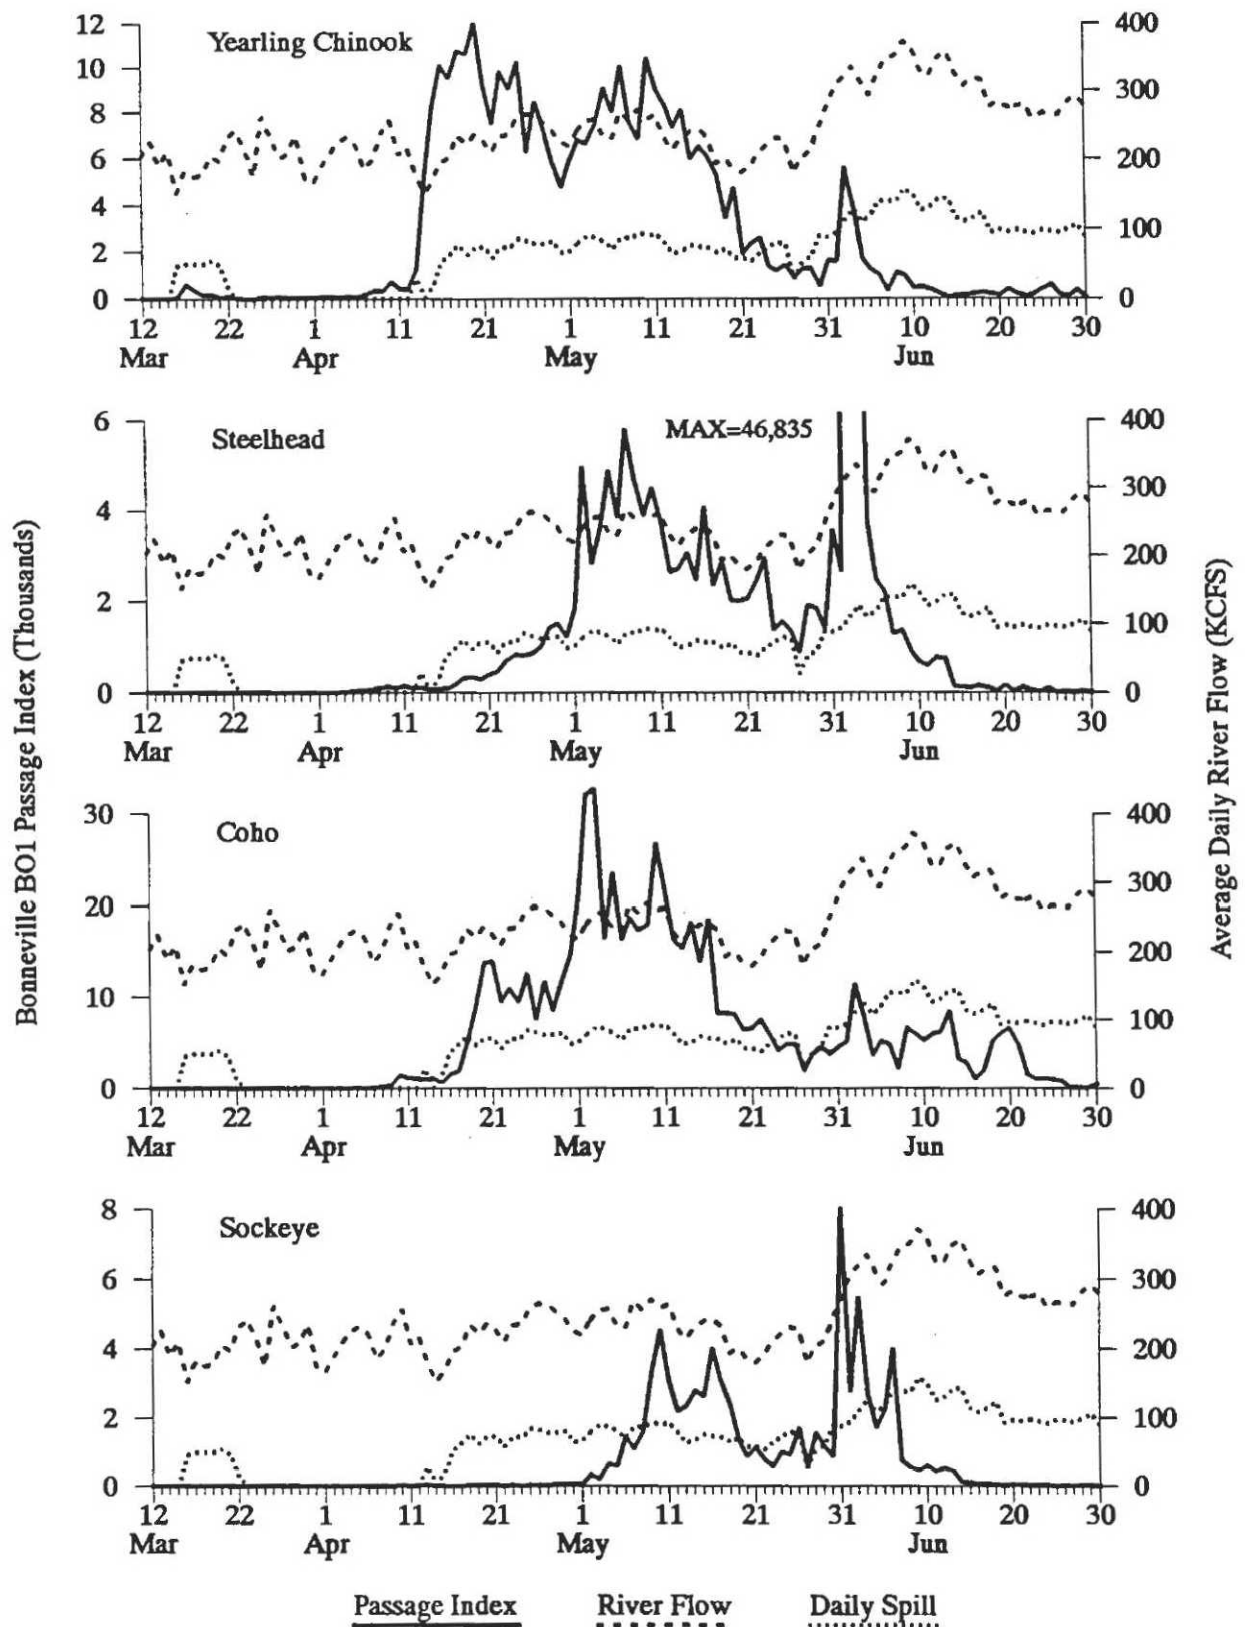 Bonneville BO1 Passage Index (Thousands)
Average Daily River Flow (KCFS)
Yearling Chinook
12 400
10 300
8
6 200
4 100
2
0 0
12 22 1 11 21 1 11 21 31 10 20 30
Mar Apr May Jun
Steelhead MAX=46,835
6 400
300
4
200
2 100
0 0
12 22 1 11 21 1 11 21 31 10 20 30
Mar Apr May Jun
Coho
30 400
300
20
200
10 100
0 0
12 22 1 11 21 1 11 21 31 10 20 30
Mar Apr May Jun
Sockeye
8 400
6 300
4 200
2 100
0 0
12 22 1 11 21 1 11 21 31 10 20 30
Mar Apr May Jun
Passage Index River Flow Daily Spill